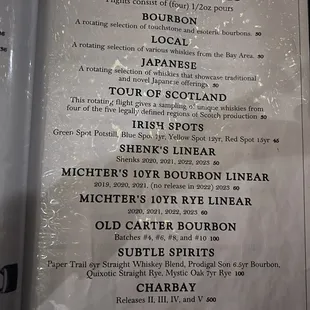 Flights consist of (four) 1/2oz pours
BOURBON
A rotating selection of touchstone and esoteric bourbons. 50
LOCAL
A rotating selection of various whiskies from the Bay Area.
JAPANESE
A rotating selection of whiskies that showcase traditional
and novel Japanese offerings 50
TOUR OF SCOTLAND
This rotating flight gives a sampling of unique whiskies from
four of the five legally defined regions of Scotch production 50
IRISH SPOTS
Green Spot Potstill, Blue Spot 7yr, Yellow Spot 12yr, Red Spot 15yr 45
SHENK'S LINEAR
Shenks 2020, 2021, 2022, 2023 50
MICHTER'S 10YR BOURBON LINEAR
2019, 2020, 2021, (no release in 2022) 2023 60
MICHTER'S 10YR RYE LINEAR
2020, 2021, 2022, 2023 60
OLD CARTER BOURBON
Batches #4, #6, #8, and #10 100
SUBTLE SPIRITS
Paper Trail 6yr Straight Whiskey Blend, Prodigal Son 6.5yr Bourbon,
Quixotic Straight Rye, Mystic Oak 7yr Rye 100
CHARBAY
Releases II, III, IV, and V 500